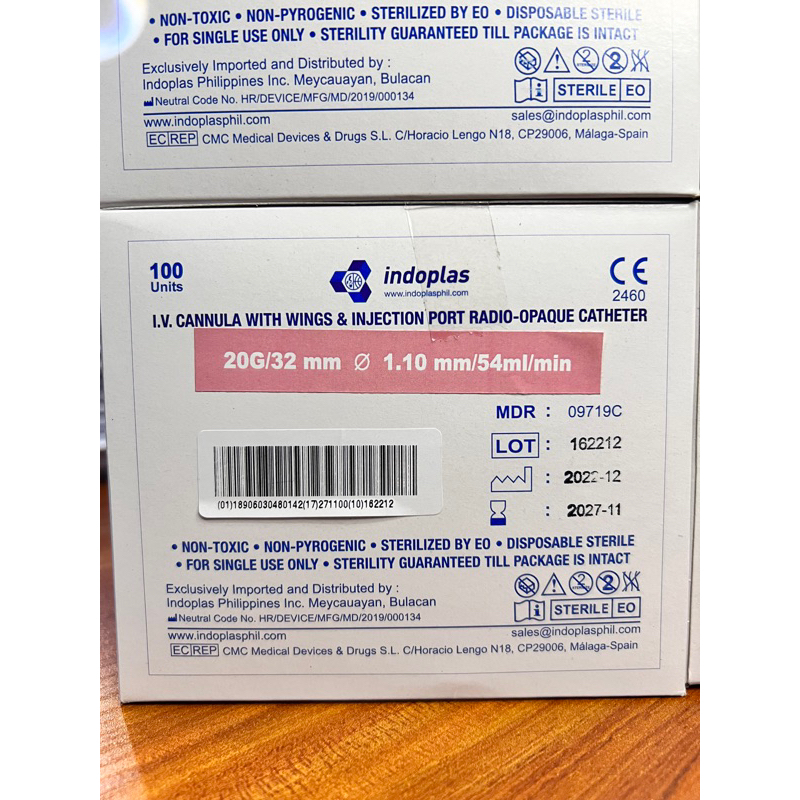 • NON-TOXIC • NON-PYROGENIC • STERILIZED BY EO • DISPOSABLE STERILE
• FOR SINGLE USE ONLY • STERILITY GUARANTEED TILL PACKAGE IS INTACT
Exclusively Imported and Distributed by :
Indoplas Philippines Inc. Meycauayan, Bulacan
Neutral Code No. HR/DEVICE/MFG/MD/2019/000134
STERILE EO
www.indoplasphil.com sales@indoplasphil.com
EC REP CMC Medical Devices & Drugs S.L. C/Horacio Lengo N18, CP29006, Málaga-Spain
100
Units
indoplas
www.indoplasphil.com
CE
2460
I.V. CANNULA WITH WINGS & INJECTION PORT RADIO-OPAQUE CATHETER
20G/32 mm Ø 1.10 mm/54ml/min
MDR : 09719C
LOT : 162212
: 2022-12
: 2027-11
(01)18906030480142(17)271100(10)162212
• NON-TOXIC • NON-PYROGENIC • STERILIZED BY EO • DISPOSABLE STERILE
• FOR SINGLE USE ONLY • STERILITY GUARANTEED TILL PACKAGE IS INTACT
Exclusively Imported and Distributed by :
Indoplas Philippines Inc. Meycauayan, Bulacan
Neutral Code No. HR/DEVICE/MFG/MD/2019/000134
STERILE EO
www.indoplasphil.com sales@indoplasphil.com
EC REP CMC Medical Devices & Drugs S.L. C/Horacio Lengo N18, CP29006, Málaga-Spain